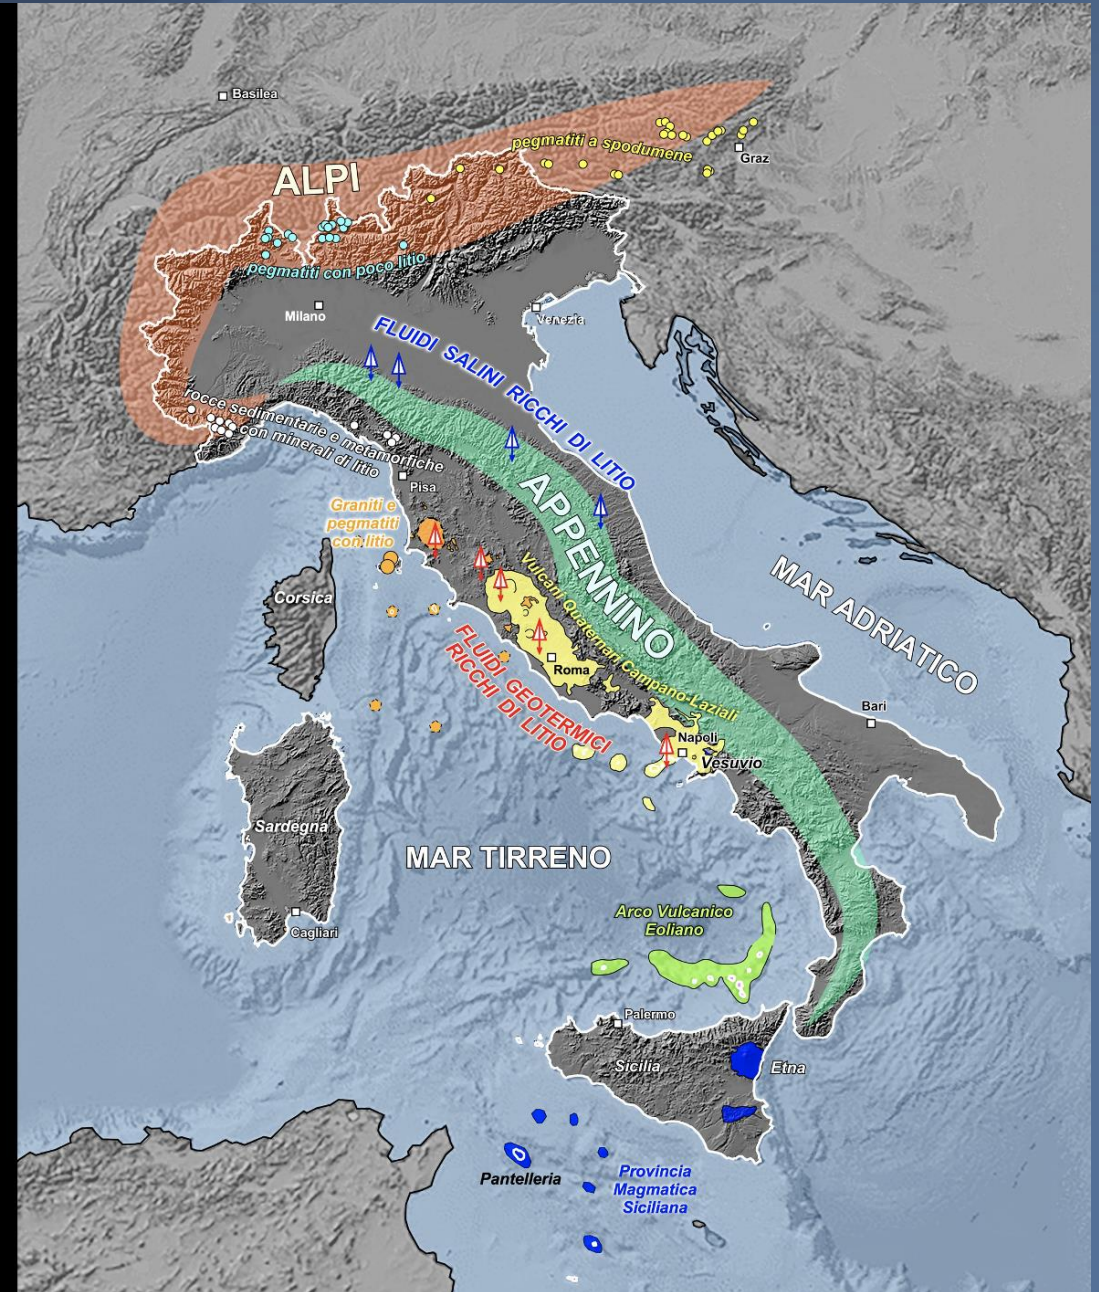 Basilea
pegmatiti a spodumene
Graz
ALPI
pegmatiti con poco litio
Milano
Venezia
FLUIDI SALINI RICCHI DI LITIO
rocce sedimentarie e metamorfiche
con minerali di litio
Pisa
Graniti e
pegmatiti
con litio
APPENNINO
Vulcani Quaternari Campano-Laziali
MAR ADRIATICO
Corsica
FLUIDI GEOTERMICI
RICCHI DI LITIO
Roma
Bari
Napoli
Vesuvio
Sardegna
MAR TIRRENO
Cagliari
Arco Vulcanico
Eoliano
Palermo
Sicilia
Etna
Pantelleria
Provincia
Magmatica
Siciliana